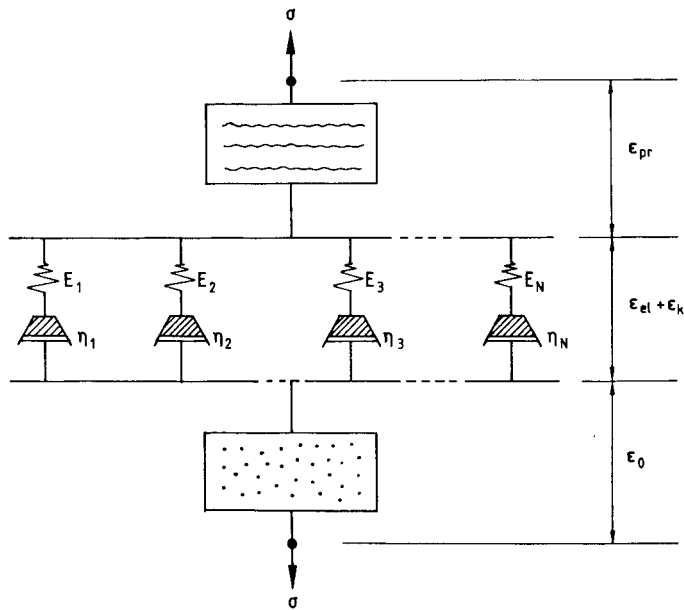 σ
ε_pr
E_1 E_2 E_3 E_N
ε_el + ε_k
η_1 η_2 η_3 η_N
ε_0
σ